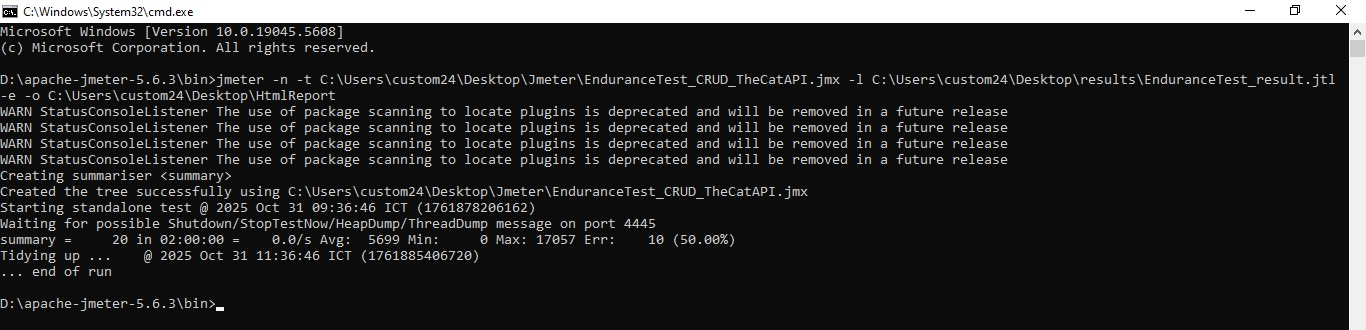 C:\Windows\System32\cmd.exe
Microsoft Windows [Version 10.0.19045.5608]
(c) Microsoft Corporation. All rights reserved.
D:\apache-jmeter-5.6.3\bin>jmeter -n -t C:\Users\custom24\Desktop\Jmeter\EnduranceTest_CRUD_TheCatAPI.jmx -l C:\Users\custom24\Desktop\results\EnduranceTest_result.jtl
-e -o C:\Users\custom24\Desktop\HtmlReport
WARN StatusConsoleListener The use of package scanning to locate plugins is deprecated and will be removed in a future release
WARN StatusConsoleListener The use of package scanning to locate plugins is deprecated and will be removed in a future release
WARN StatusConsoleListener The use of package scanning to locate plugins is deprecated and will be removed in a future release
WARN StatusConsoleListener The use of package scanning to locate plugins is deprecated and will be removed in a future release
Creating summariser <summary>
Created the tree successfully using C:\Users\custom24\Desktop\Jmeter\EnduranceTest_CRUD_TheCatAPI.jmx
Starting standalone test @ 2025 Oct 31 09:36:46 ICT (1761878206162)
Waiting for possible Shutdown/StopTestNow/HeapDump/ThreadDump message on port 4445
summary =     20 in 02:00:00 =    0.0/s Avg:  5699 Min:     0 Max: 17057 Err:    10 (50.00%)
Tidying up ...    @ 2025 Oct 31 11:36:46 ICT (1761885406720)
... end of run
D:\apache-jmeter-5.6.3\bin>